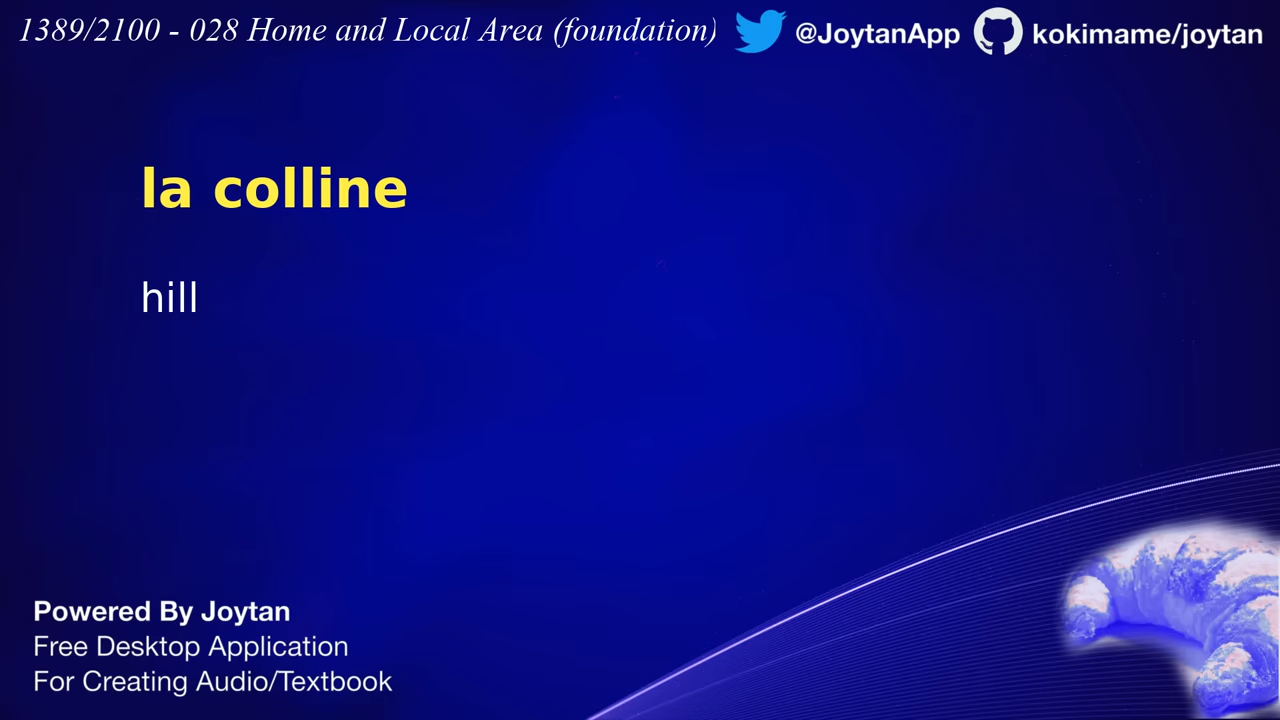 1389/2100 - 028 Home and Local Area (foundation) @JoytanApp kokimame/joytan
la colline
hill
Powered By Joytan
Free Desktop Application
For Creating Audio/Textbook